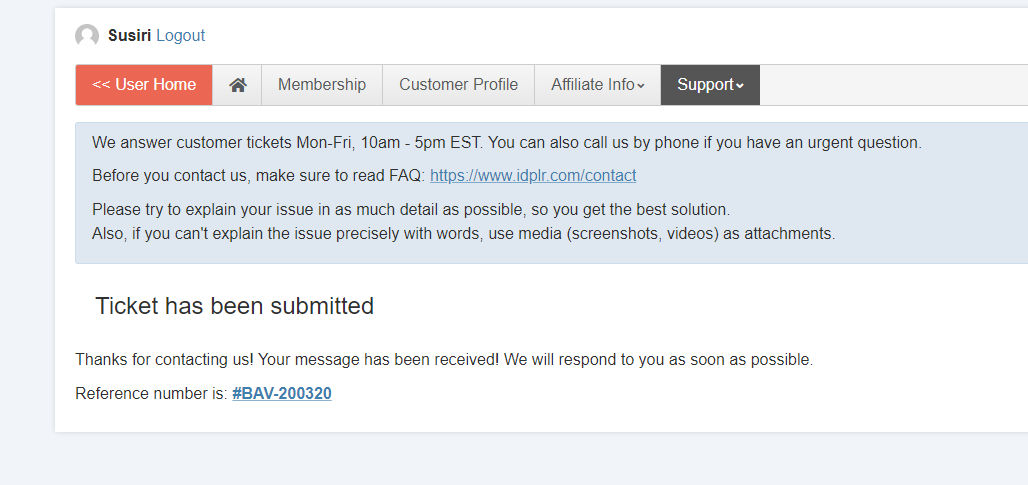 Susiri Logout
<< User Home Membership Customer Profile Affiliate Info Support
We answer customer tickets Mon-Fri, 10am - 5pm EST. You can also call us by phone if you have an urgent question.
Before you contact us, make sure to read FAQ: https://www.idplr.com/contact
Please try to explain your issue in as much detail as possible, so you get the best solution.
Also, if you can't explain the issue precisely with words, use media (screenshots, videos) as attachments.
Ticket has been submitted
Thanks for contacting us! Your message has been received! We will respond to you as soon as possible.
Reference number is: #BAV-200320